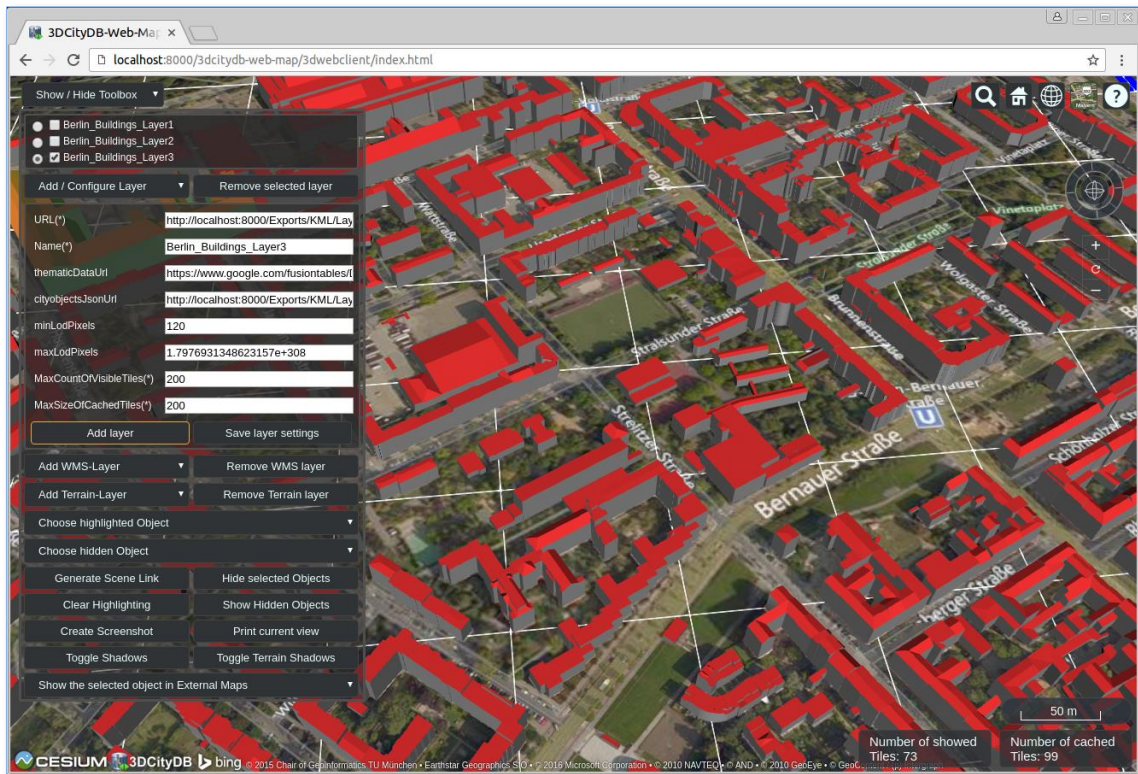 3DCityDB-Web-Map
localhost:8000/3dcitydb-web-map/3dwebclient/index.html
Show / Hide Toolbox
Berlin_Buildings_Layer1
Berlin_Buildings_Layer2
Berlin_Buildings_Layer3
Add / Configure Layer
Remove selected layer
URL(*)
http://localhost:8000/Exports/KML/Lay
Name(*)
Berlin_Buildings_Layer3
thematicDataUrl
https://www.google.com/fusiontables/D
cityobjectsJsonUrl
http://localhost:8000/Exports/KML/Lay
minLodPixels
120
maxLodPixels
1.7976931348623157e+308
MaxCountOfVisibleTiles(*)
200
MaxSizeOfCachedTiles(*)
200
Add layer
Save layer settings
Add WMS-Layer
Remove WMS layer
Add Terrain-Layer
Remove Terrain layer
Choose highlighted Object
Choose hidden Object
Generate Scene Link
Hide selected Objects
Clear Highlighting
Show Hidden Objects
Create Screenshot
Print current view
Toggle Shadows
Toggle Terrain Shadows
Show the selected object in External Maps
Wattstraße
Vinetaplatz
Vinetaplatz
Stralsunder Straße
Stralsunder Straße
Wolgaster Straße
Brunnenstraße
Strelitzer Straße
Bernauer Straße
U
50 m
Number of showed
Tiles: 73
Number of cached
Tiles: 99
CESIUM
3DCityDB
bing
© 2015 Chair of Geoinformatics TU München • Earthstar Geographics SIO • © 2016 Microsoft Corporation • © 2010 NAVTEQ • © AND • © 2010 GeoEye •